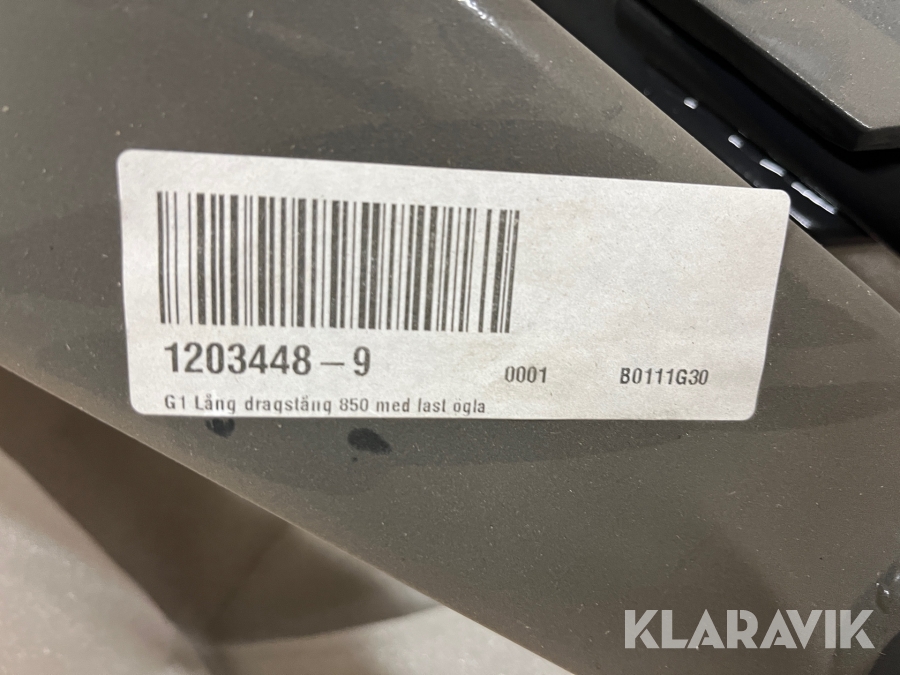 1203448-9
0001
B0111G30
G1 Lång dragstång 850 med fast ögla
KLARAVIK